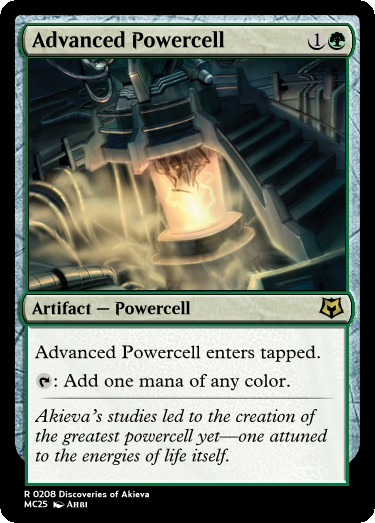 Advanced Powercell 1
Artifact — Powercell
Advanced Powercell enters tapped.
: Add one mana of any color.
Akieva's studies led to the creation of
the greatest powercell yet—one attuned
to the energies of life itself.
R 0208 Discoveries of Akieva
MC25 Ahbi